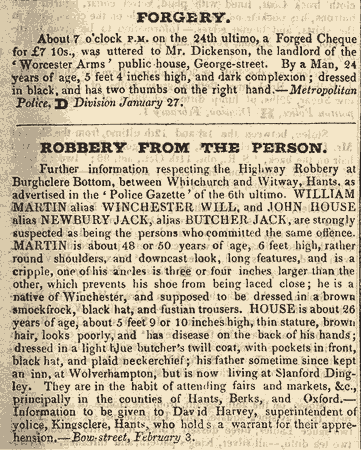 FORGERY.
About 7 o'clock P.M. on the 24th ultimo, a Forged Cheque
for £7 10s., was uttered to Mr. Dickenson, the landlord of the
'Worcester Arms' public house, George-street. By a Man, 24
years of age, 5 feet 4 inches high, and dark complexion; dressed
in black, and has two thumbs on the right hand.—Metropolitan
Police, D Division January 27.
ROBBERY FROM THE PERSON.
Further information respecting the Highway Robbery at
Burghclere Bottom, between Whitchurch and Witway, Hants, as
advertised in the 'Police Gazette' of the 6th ultimo. WILLIAM
MARTIN alias WINCHESTER WILL, and JOHN HOUSE
alias NEWBURY JACK, alias BUTCHER JACK, are strongly
suspected as being the persons who committed the same offence.
MARTIN is about 48 or 50 years of age, 6 feet high, rather
round shoulders, and downcast look, long features, and is a
cripple, one of his ancles is three or four inches larger than the
other, which prevents his shoe from being laced close; he is a
native of Winchester, and supposed to be dressed in a brown
smockfrock, black hat, and fustian trousers. HOUSE is about 26
years of age, about 5 feet 9 or 10 inches high, thin stature, brown
hair, looks poorly, and has disease on the back of his hands;
dressed in a light blue butcher's twill coat, with pockets in front,
black hat, and plaid neckerchief; his father sometime since kept
an inn, at Wolverhampton, but is now living at Slanford Ding-
ley. They are in the habit of attending fairs and markets, &c.,
principally in the counties of Hants, Berks, and Oxford.—
Information to be given to David Harvey, superintendent of
police, Kingsclere, Hants, who holds a warrant for their appre-
hension.—Bow-street, February 3.